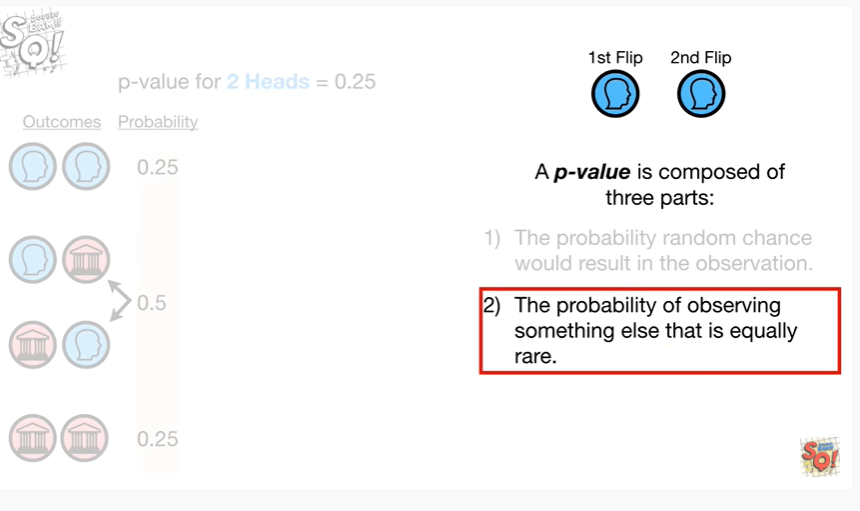 1st Flip 2nd Flip
p-value for 2 Heads = 0.25
Outcomes Probability
0.25
0.5
0.25
A p-value is composed of
three parts:
1) The probability random chance
would result in the observation.
2) The probability of observing
something else that is equally
rare.